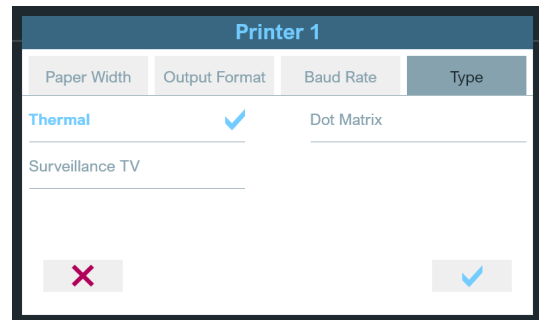 Printer 1
Paper Width Output Format Baud Rate Type
Thermal Dot Matrix
Surveillance TV